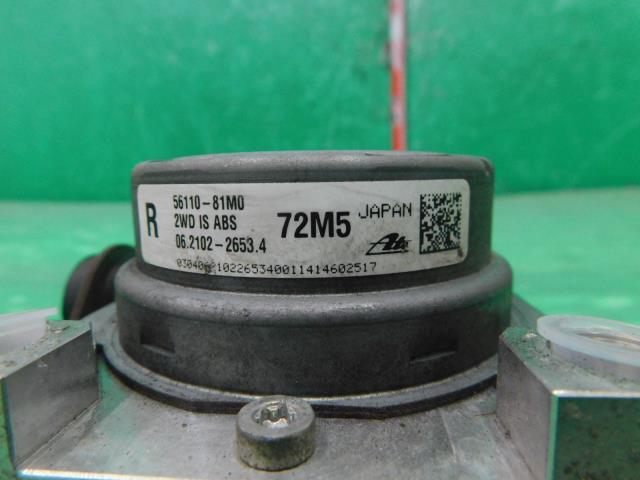 R
56110-81M0
2WD IS ABS
06.2102-2653.4
72M5
JAPAN
Ate